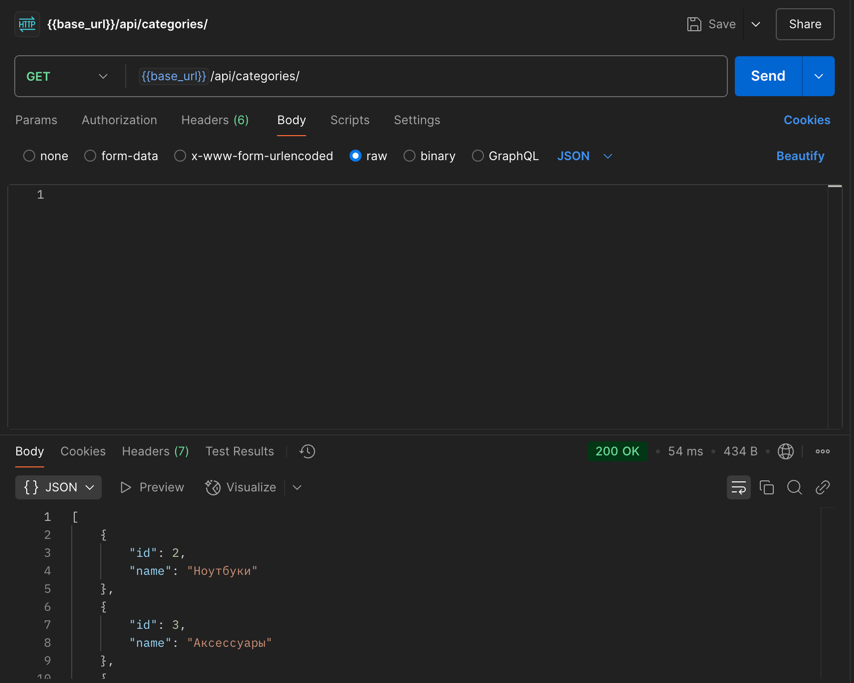 HTTP {{base_url}}/api/categories/ Save Share
GET {{base_url}} /api/categories/ Send
Params Authorization Headers (6) Body Scripts Settings Cookies
none form-data x-www-form-urlencoded raw binary GraphQL JSON Beautify
1
Body Cookies Headers (7) Test Results 200 OK • 54 ms • 434 B •
{} JSON Preview Visualize
1 [
2 {
3 "id": 2,
4 "name": "Ноутбуки"
5 },
6 {
7 "id": 3,
8 "name": "Аксессуары"
9 },
10 {